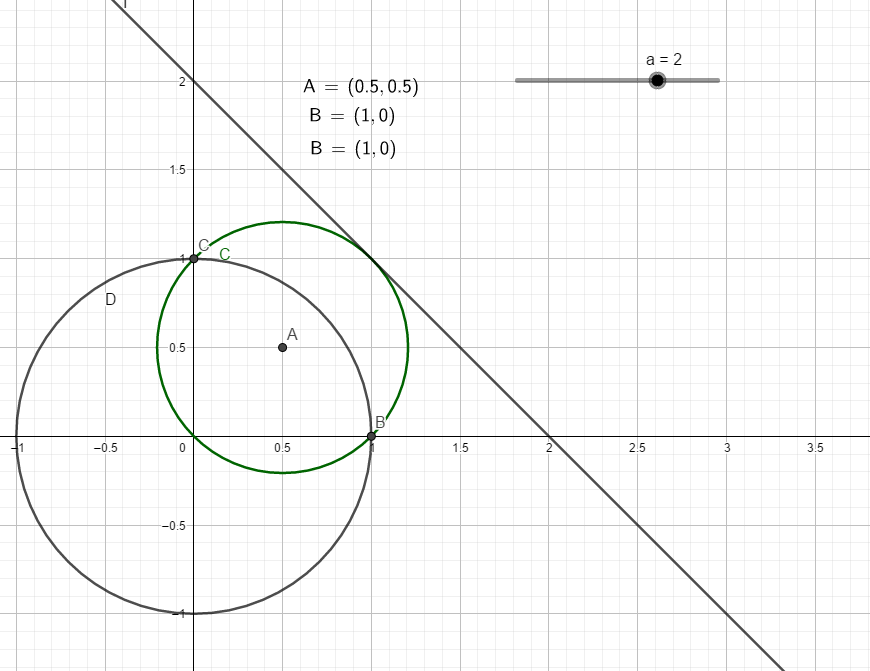 a = 2
2
A = (0.5, 0.5)
B = (1, 0)
B = (1, 0)
1.5
C
C
1
D
A
0.5
B
−1
−0.5
0
0.5
1
1.5
2
2.5
3
3.5
−0.5
−1